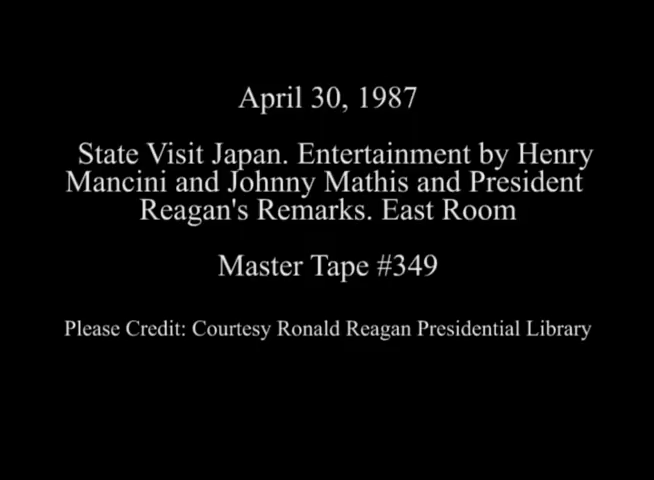 April 30, 1987
State Visit Japan. Entertainment by Henry
Mancini and Johnny Mathis and President
Reagan's Remarks. East Room
Master Tape #349
Please Credit: Courtesy Ronald Reagan Presidential Library